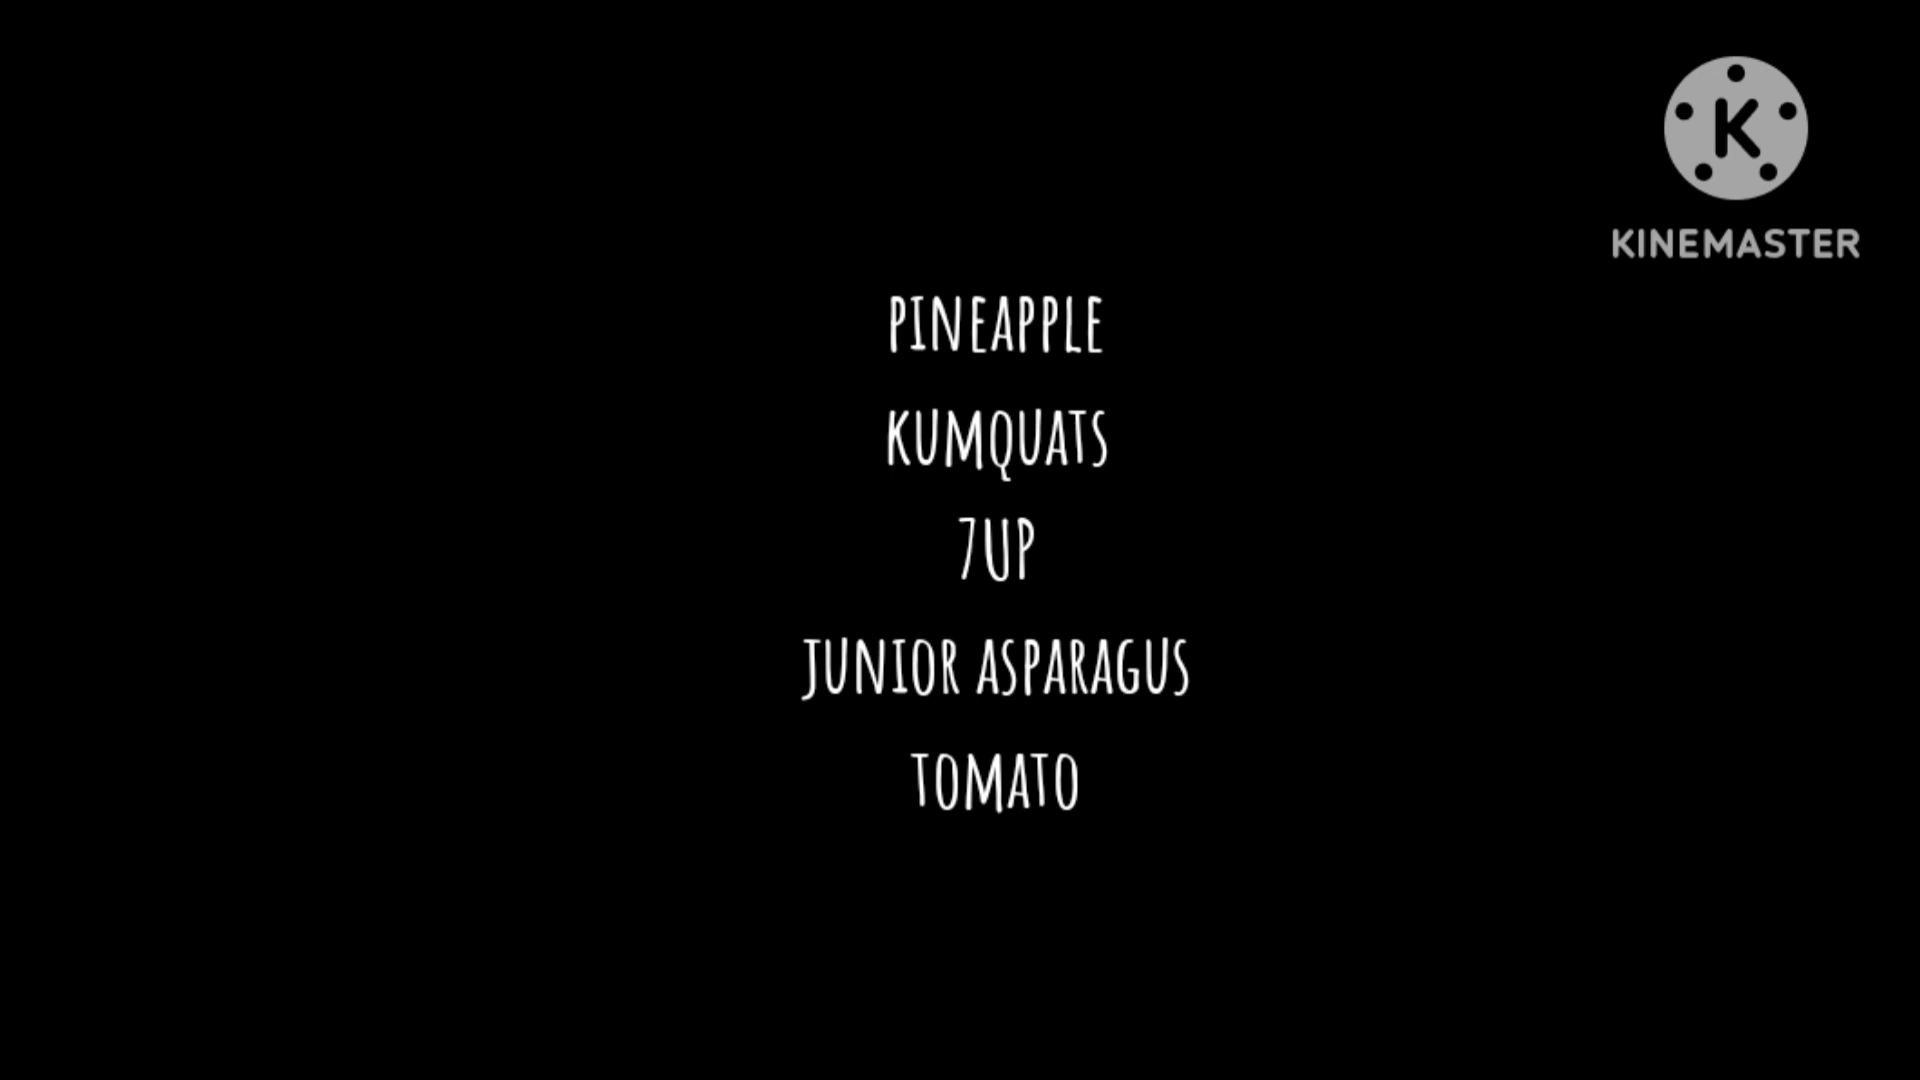 KINEMASTER
PINEAPPLE
KUMQUATS
7UP
JUNIOR ASPARAGUS
TOMATO